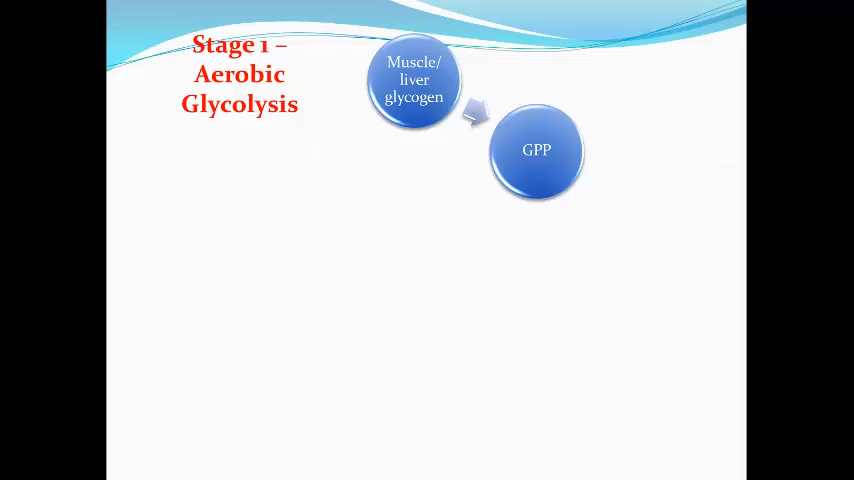 Stage 1 –
Aerobic
Glycolysis
Muscle/
liver
glycogen
GPP